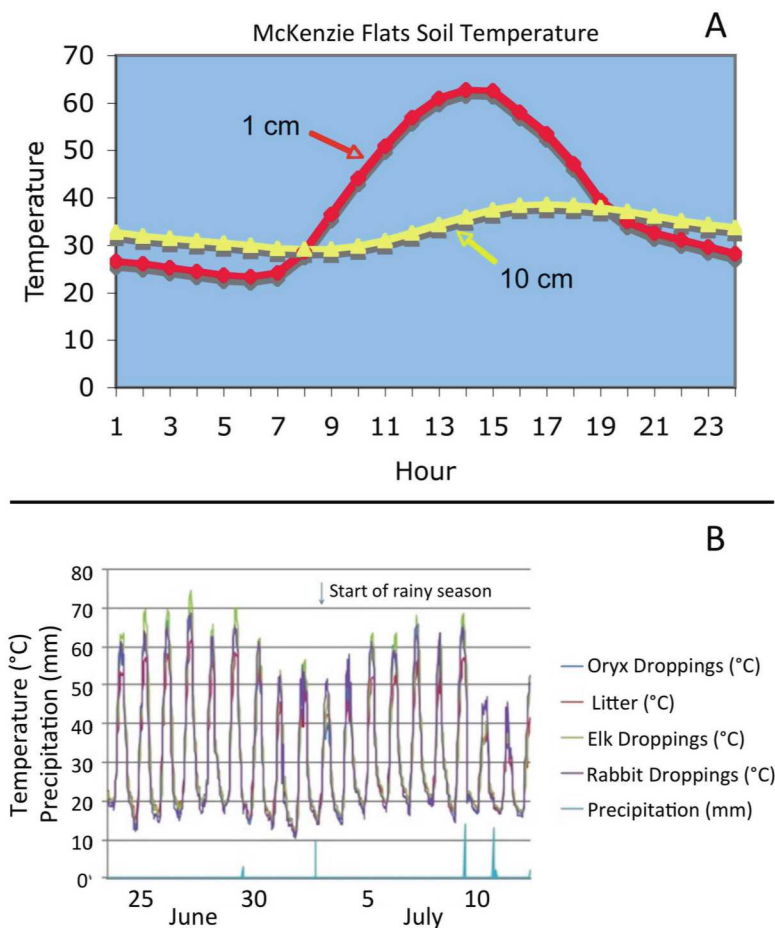 McKenzie Flats Soil Temperature
A
Temperature
70
60
50
40
30
20
10
0
1 cm
10 cm
1 3 5 7 9 11 13 15 17 19 21 23
Hour
B
Temperature (°C)
Precipitation (mm)
80
70
60
50
40
30
20
10
0
Start of rainy season
Oryx Droppings (°C)
Litter (°C)
Elk Droppings (°C)
Rabbit Droppings (°C)
Precipitation (mm)
25 30 5 10
June July